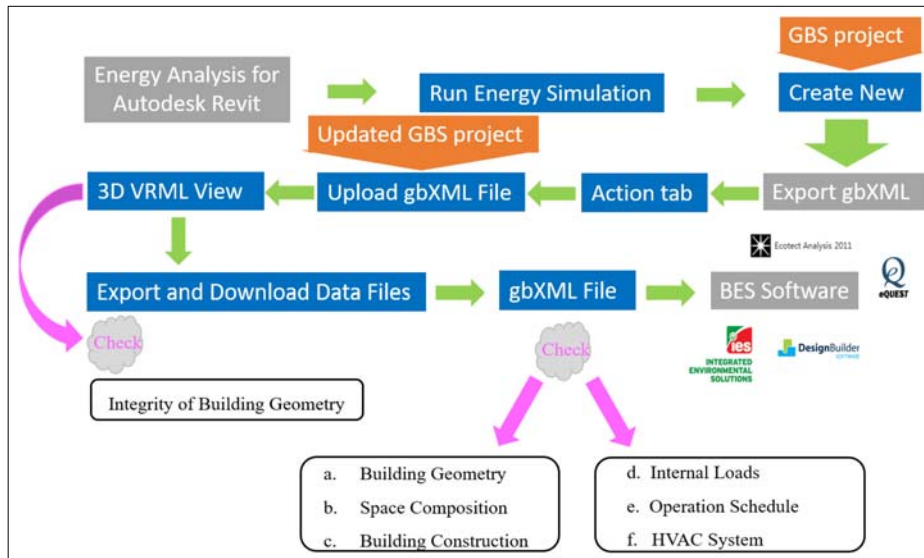 GBS project
Energy Analysis for
Autodesk Revit
Run Energy Simulation
Create New
Updated GBS project
3D VRML View
Upload gbXML File
Action tab
Export gbXML
Ecotect Analysis 2011
Export and Download Data Files
gbXML File
BES Software
eQUEST
Check
Check
ies
INTEGRATED
ENVIRONMENTAL
SOLUTIONS
DesignBuilder
SOFTWARE
Integrity of Building Geometry
a. Building Geometry
b. Space Composition
c. Building Construction
d. Internal Loads
e. Operation Schedule
f. HVAC System